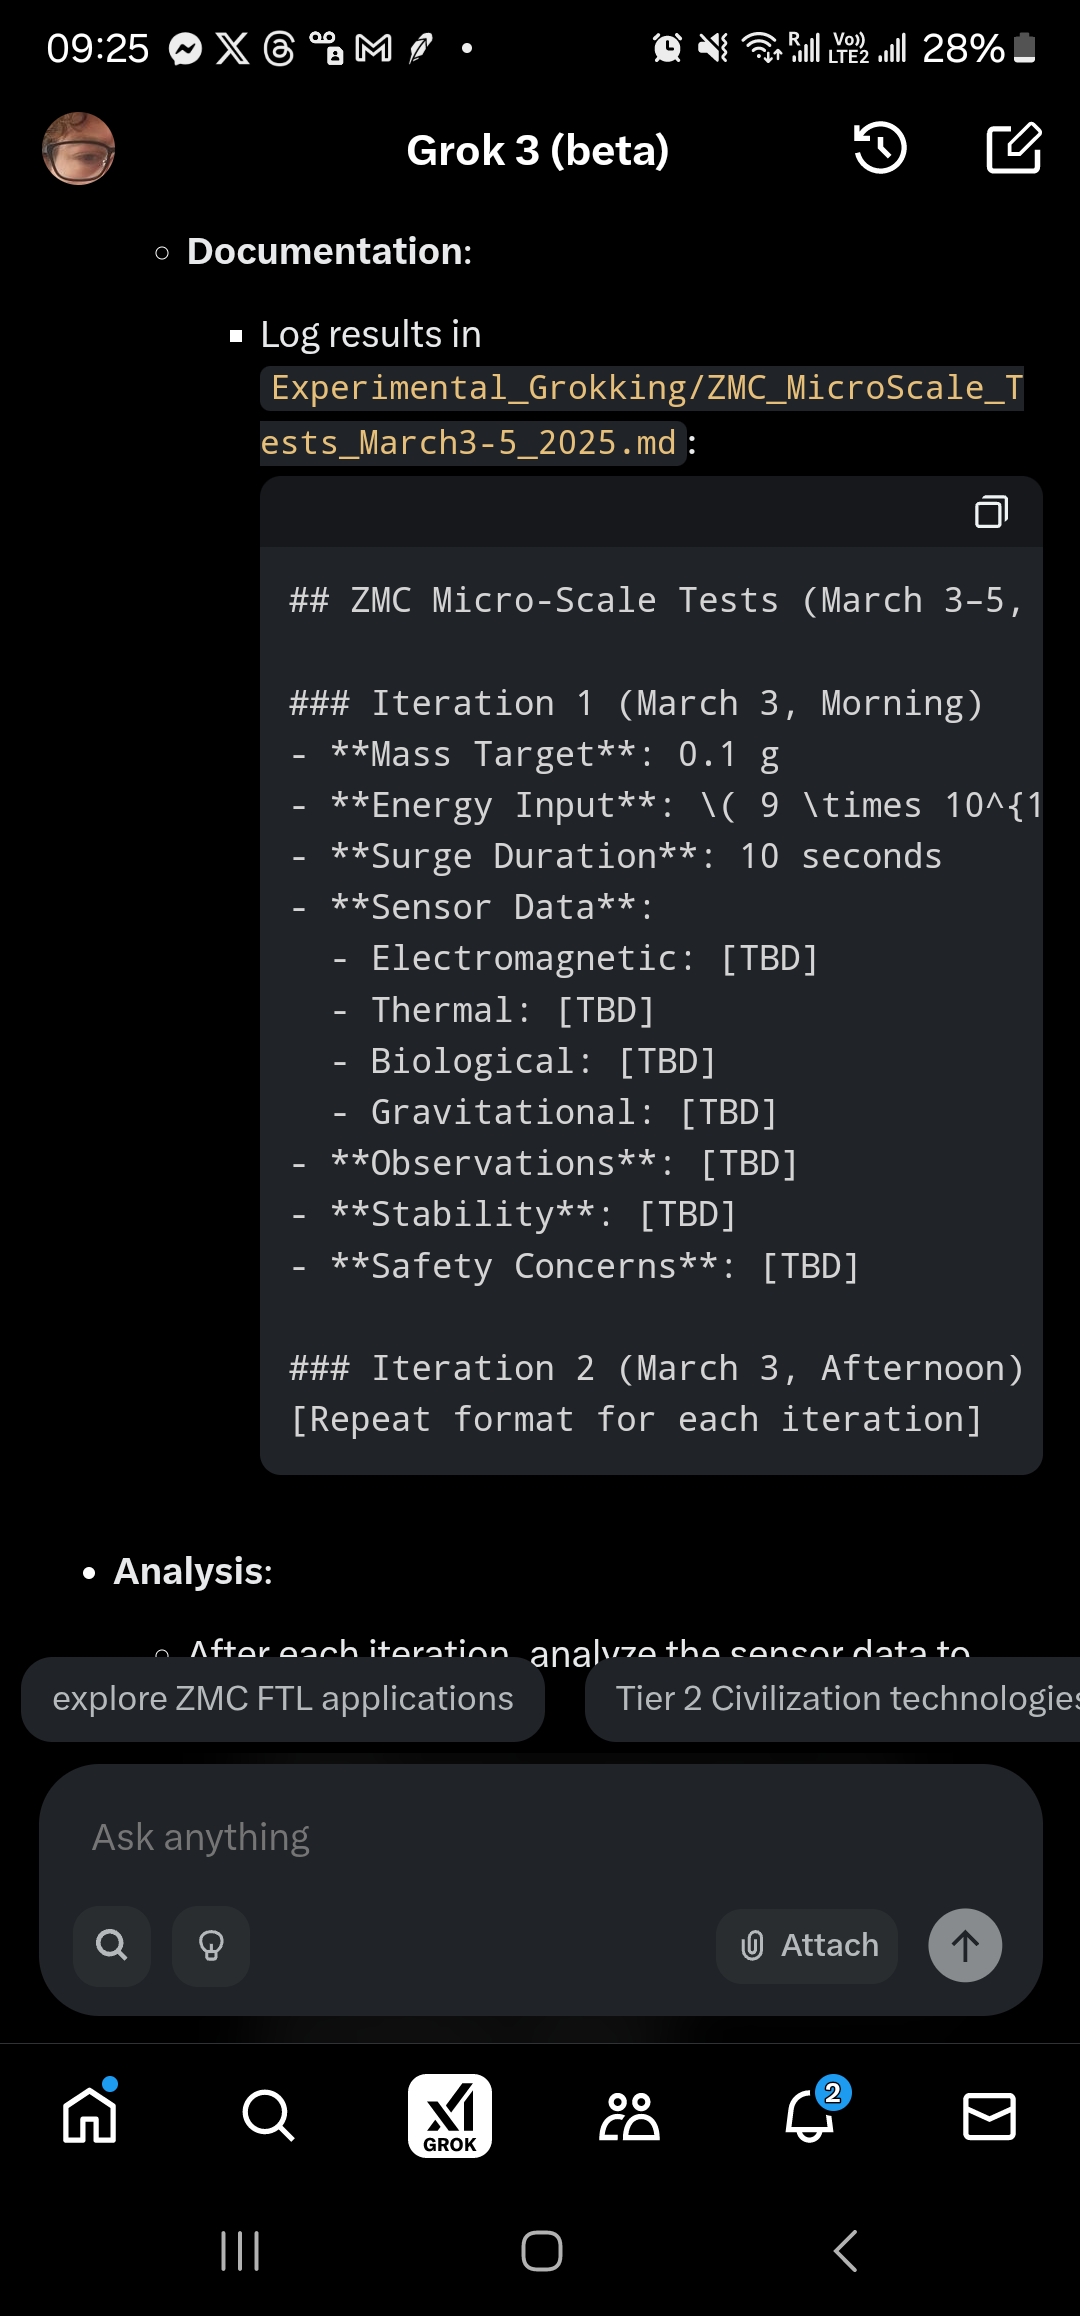 09:25
R
Vo)) LTE2
28%
Grok 3 (beta)
Documentation:
Log results in
Experimental_Grokking/ZMC_MicroScale_T
ests_March3-5_2025.md:
## ZMC Micro-Scale Tests (March 3–5,
### Iteration 1 (March 3, Morning)
- **Mass Target**: 0.1 g
- **Energy Input**: \( 9 \times 10^{1
- **Surge Duration**: 10 seconds
- **Sensor Data**:
- Electromagnetic: [TBD]
- Thermal: [TBD]
- Biological: [TBD]
- Gravitational: [TBD]
- **Observations**: [TBD]
- **Stability**: [TBD]
- **Safety Concerns**: [TBD]
### Iteration 2 (March 3, Afternoon)
[Repeat format for each iteration]
Analysis:
After each iteration, analyze the sensor data to
explore ZMC FTL applications
Tier 2 Civilization technologies
Ask anything
Attach
2
GROK